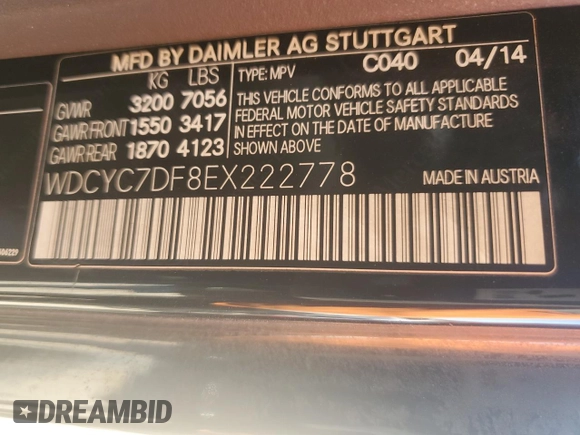 MFD BY DAIMLER AG STUTTGART
KG LBS TYPE: MPV C040 04/14
GVWR 3200 7056
GAWR FRONT 1550 3417
GAWR REAR 1870 4123
THIS VEHICLE CONFORMS TO ALL APPLICABLE
FEDERAL MOTOR VEHICLE SAFETY STANDARDS
IN EFFECT ON THE DATE OF MANUFACTURE
SHOWN ABOVE
WDCYC7DF8EX222778 MADE IN AUSTRIA
DREAMBID